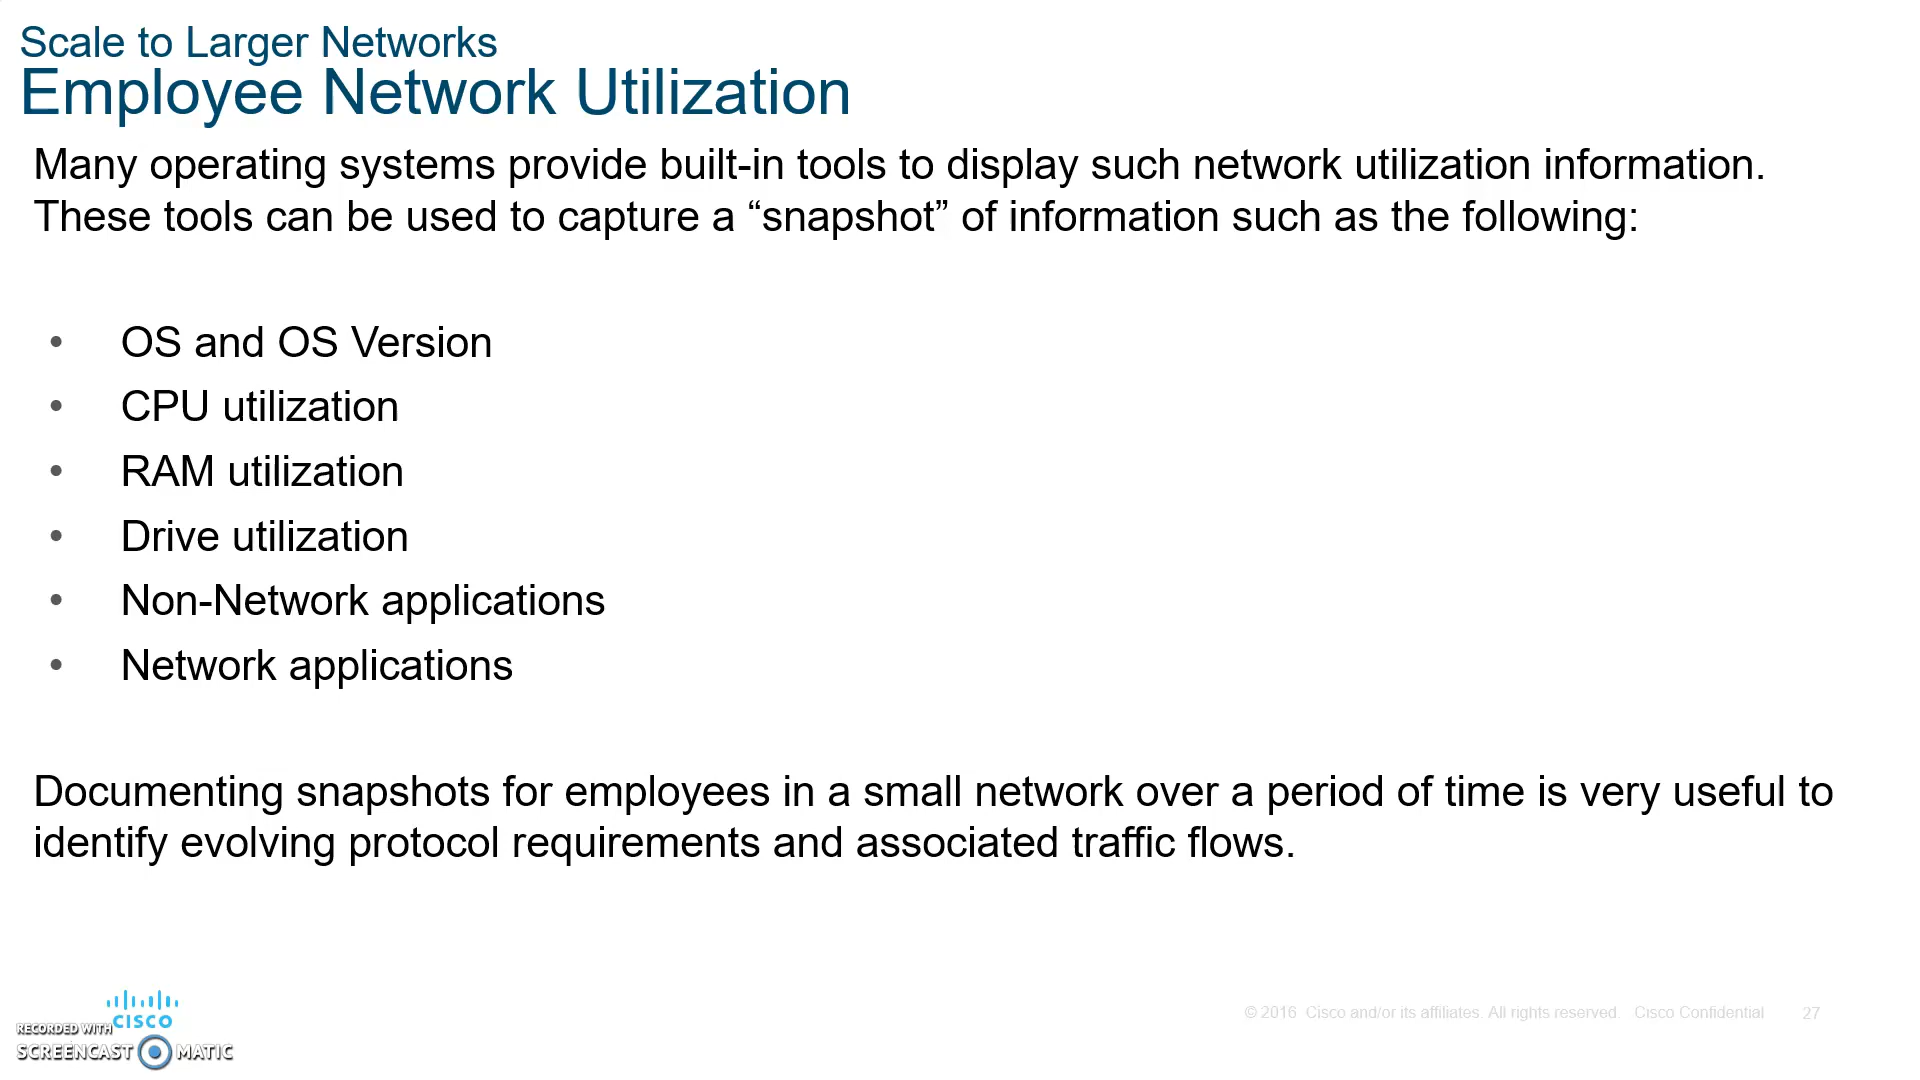 Scale to Larger Networks
Employee Network Utilization
Many operating systems provide built-in tools to display such network utilization information.
These tools can be used to capture a “snapshot” of information such as the following:
• OS and OS Version
• CPU utilization
• RAM utilization
• Drive utilization
• Non-Network applications
• Network applications
Documenting snapshots for employees in a small network over a period of time is very useful to
identify evolving protocol requirements and associated traffic flows.
CISCO
RECORDED WITH
SCREENCAST MATIC
© 2016 Cisco and/or its affiliates. All rights reserved. Cisco Confidential 27